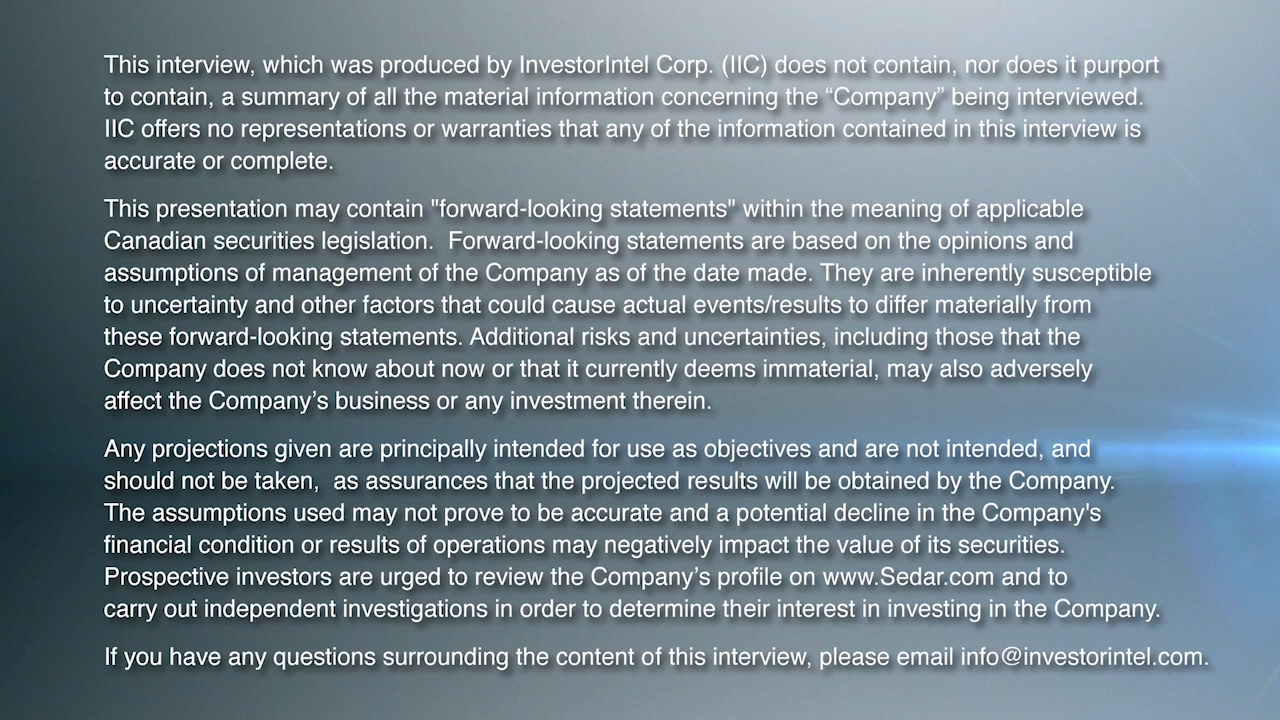 This interview, which was produced by InvestorIntel Corp. (IIC) does not contain, nor does it purport
to contain, a summary of all the material information concerning the “Company” being interviewed.
IIC offers no representations or warranties that any of the information contained in this interview is
accurate or complete.
This presentation may contain "forward-looking statements" within the meaning of applicable
Canadian securities legislation.  Forward-looking statements are based on the opinions and
assumptions of management of the Company as of the date made. They are inherently susceptible
to uncertainty and other factors that could cause actual events/results to differ materially from
these forward-looking statements. Additional risks and uncertainties, including those that the
Company does not know about now or that it currently deems immaterial, may also adversely
affect the Company’s business or any investment therein.
Any projections given are principally intended for use as objectives and are not intended, and
should not be taken,  as assurances that the projected results will be obtained by the Company.
The assumptions used may not prove to be accurate and a potential decline in the Company's
financial condition or results of operations may negatively impact the value of its securities.
Prospective investors are urged to review the Company’s profile on www.Sedar.com and to
carry out independent investigations in order to determine their interest in investing in the Company.
If you have any questions surrounding the content of this interview, please email info@investorintel.com.